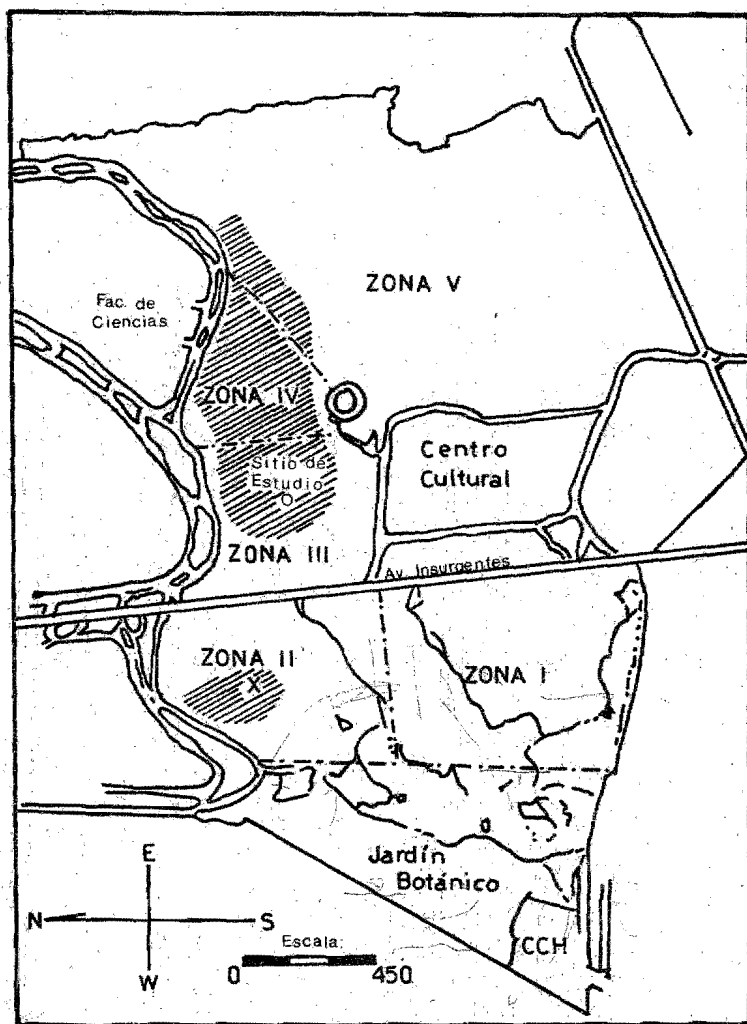 ZONA V
Fac. de
Ciencias
ZONA IV
Centro
Cultural
Sitio de
Estudio
O
ZONA III
Av. Insurgentes
ZONA II
X
ZONA I
Jardín
Botánico
CCH
E
N
S
W
Escala:
0
450